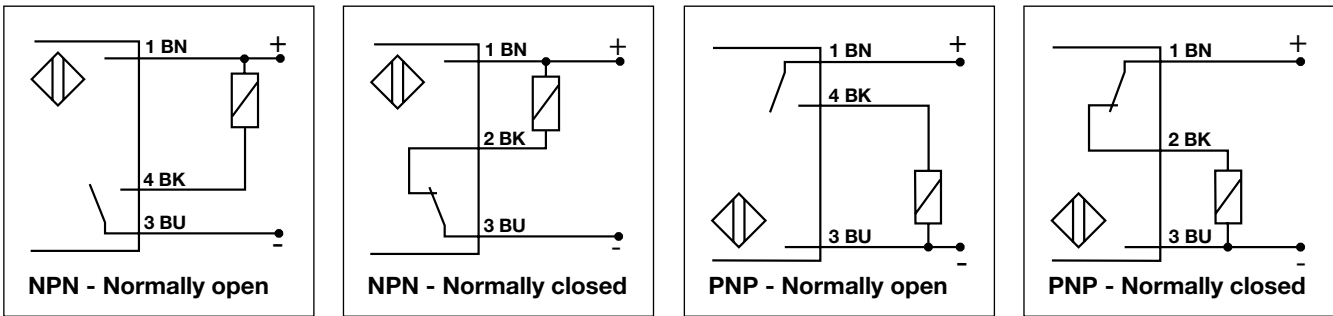 1 BN
+
4 BK
3 BU
-
NPN - Normally open
1 BN
+
2 BK
3 BU
-
NPN - Normally closed
1 BN
+
4 BK
3 BU
-
PNP - Normally open
1 BN
+
2 BK
3 BU
-
PNP - Normally closed